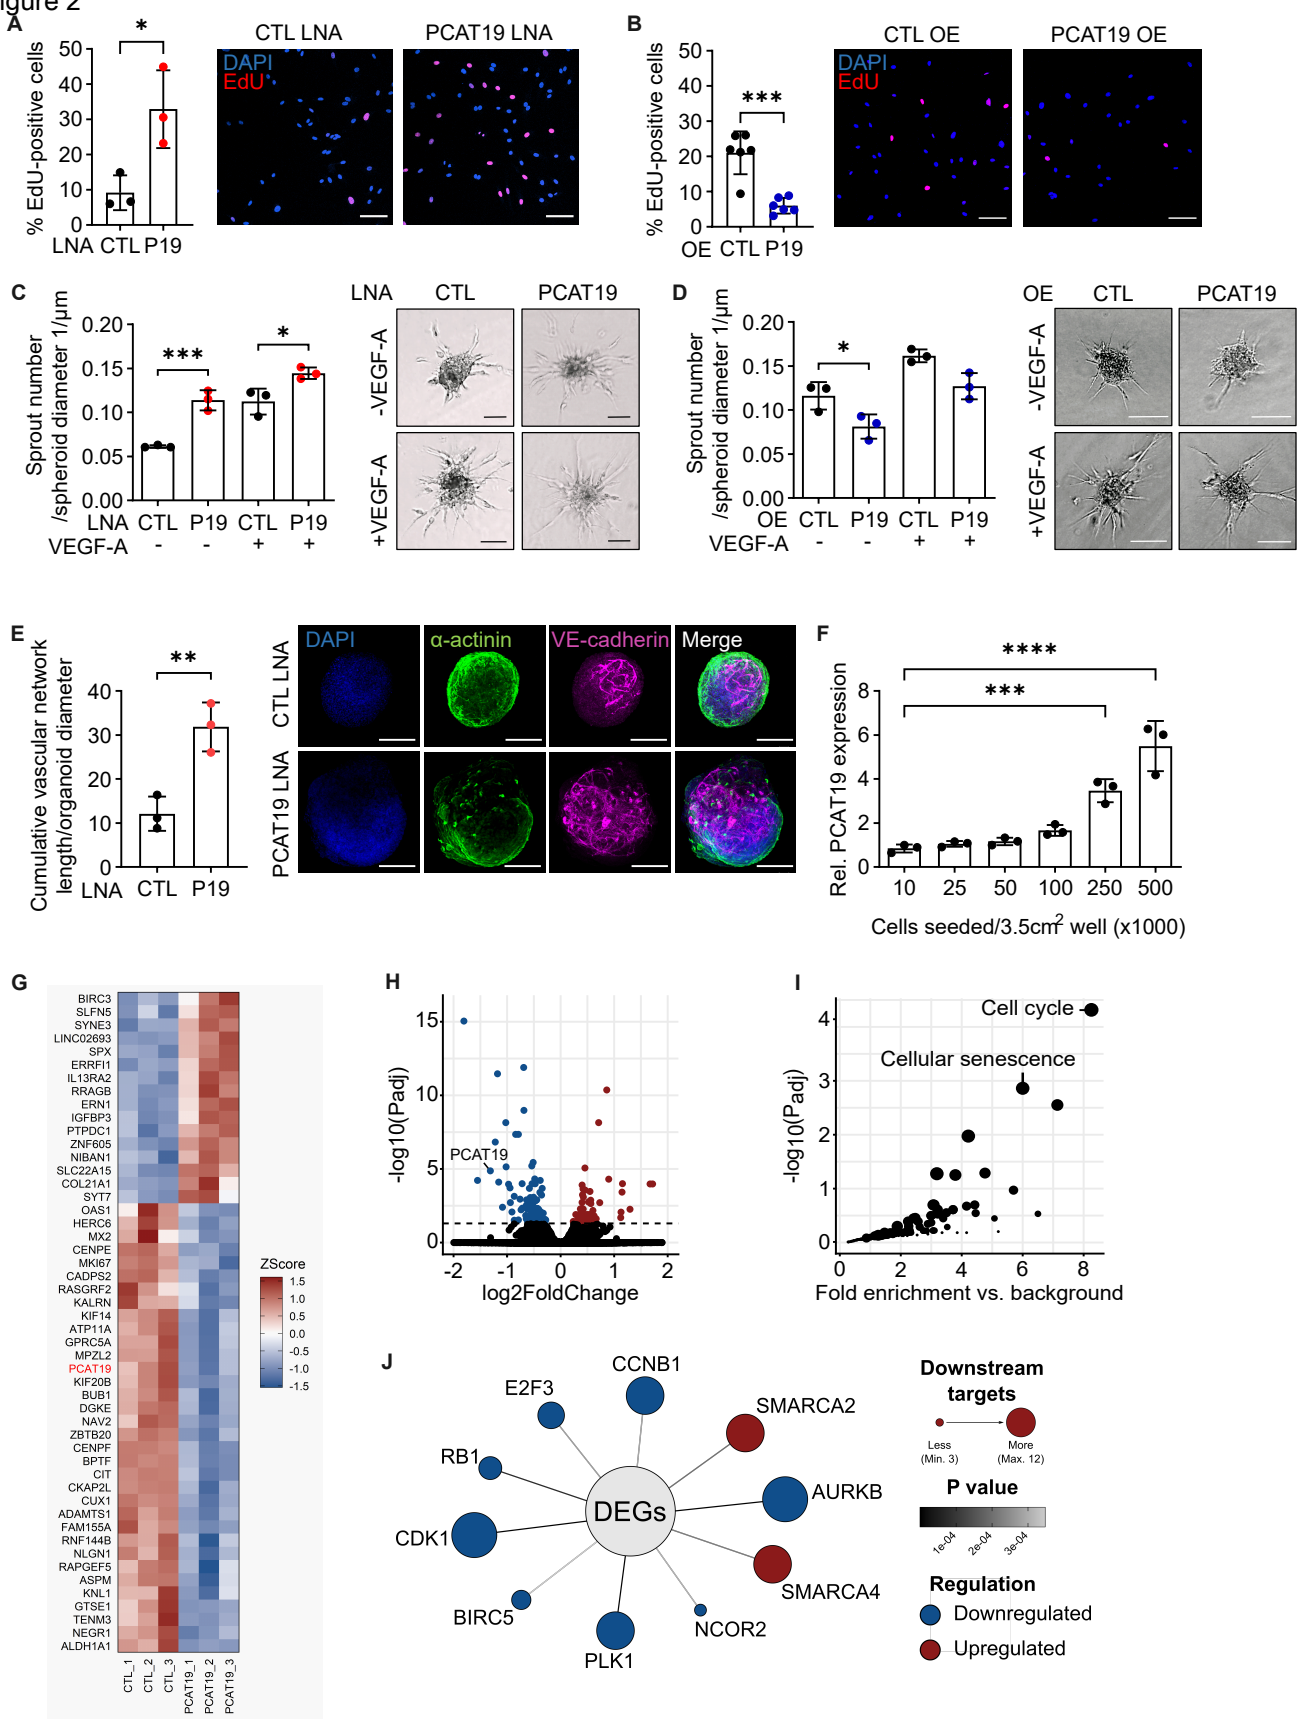 Figure 2
A
50
40
30
20
10
0
% EdU-positive cells
*
LNA CTL P19
CTL LNA
PCAT19 LNA
DAPI
EdU
B
50
40
30
20
10
0
% EdU-positive cells
***
OE CTL P19
CTL OE
PCAT19 OE
DAPI
EdU
C
Sprout number
/spheroid diameter 1/µm
0.20
0.15
0.10
0.05
0.00
***
*
LNA CTL P19 CTL P19
VEGF-A - - + +
LNA CTL PCAT19
-VEGF-A
+VEGF-A
D
Sprout number
/spheroid diameter 1/µm
0.20
0.15
0.10
0.05
0.00
*
OE CTL P19 CTL P19
VEGF-A - - + +
OE CTL PCAT19
-VEGF-A
+VEGF-A
E
Cumulative vascular network
length/organoid diameter
40
30
20
10
0
**
LNA CTL P19
DAPI
α-actinin
VE-cadherin
Merge
CTL LNA
PCAT19 LNA
F
Rel. PCAT19 expression
8
6
4
2
0
****
***
10 25 50 100 250 500
Cells seeded/3.5cm² well (x1000)
G
BIRC3
SLFN5
SYNE3
LINC02693
SPX
ERRFI1
IL13RA2
RRAGB
ERN1
IGFBP3
PTPDC1
ZNF605
NIBAN1
SLC22A15
COL21A1
SYT7
OAS1
HERC6
MX2
CENPE
MKI67
CADPS2
RASGRF2
KALRN
KIF14
ATP11A
GPRC5A
MPZL2
PCAT19
KIF20B
BUB1
DGKE
NAV2
ZBTB20
CENPF
BPTF
CIT
CKAP2L
CUX1
ADAMTS1
FAM155A
RNF144B
NLGN1
RAPGEF5
ASPM
KNL1
GTSE1
TENM3
NEGR1
ALDH1A1
CTL_1
CTL_2
CTL_3
PCAT19_1
PCAT19_2
PCAT19_3
ZScore
1.5
1.0
0.5
0.0
-0.5
-1.0
-1.5
H
-log10(Padj)
15
10
5
0
PCAT19
-2 -1 0 1 2
log2FoldChange
I
-log10(Padj)
4
3
2
1
0
Cell cycle
Cellular senescence
0 2 4 6 8
Fold enrichment vs. background
J
CCNB1
E2F3
SMARCA2
RB1
AURKB
DEGs
CDK1
SMARCA4
BIRC5
NCOR2
PLK1
Downstream
targets
Less
(Min. 3)
More
(Max. 12)
P value
1e-04
2e-04
3e-04
Regulation
Downregulated
Upregulated